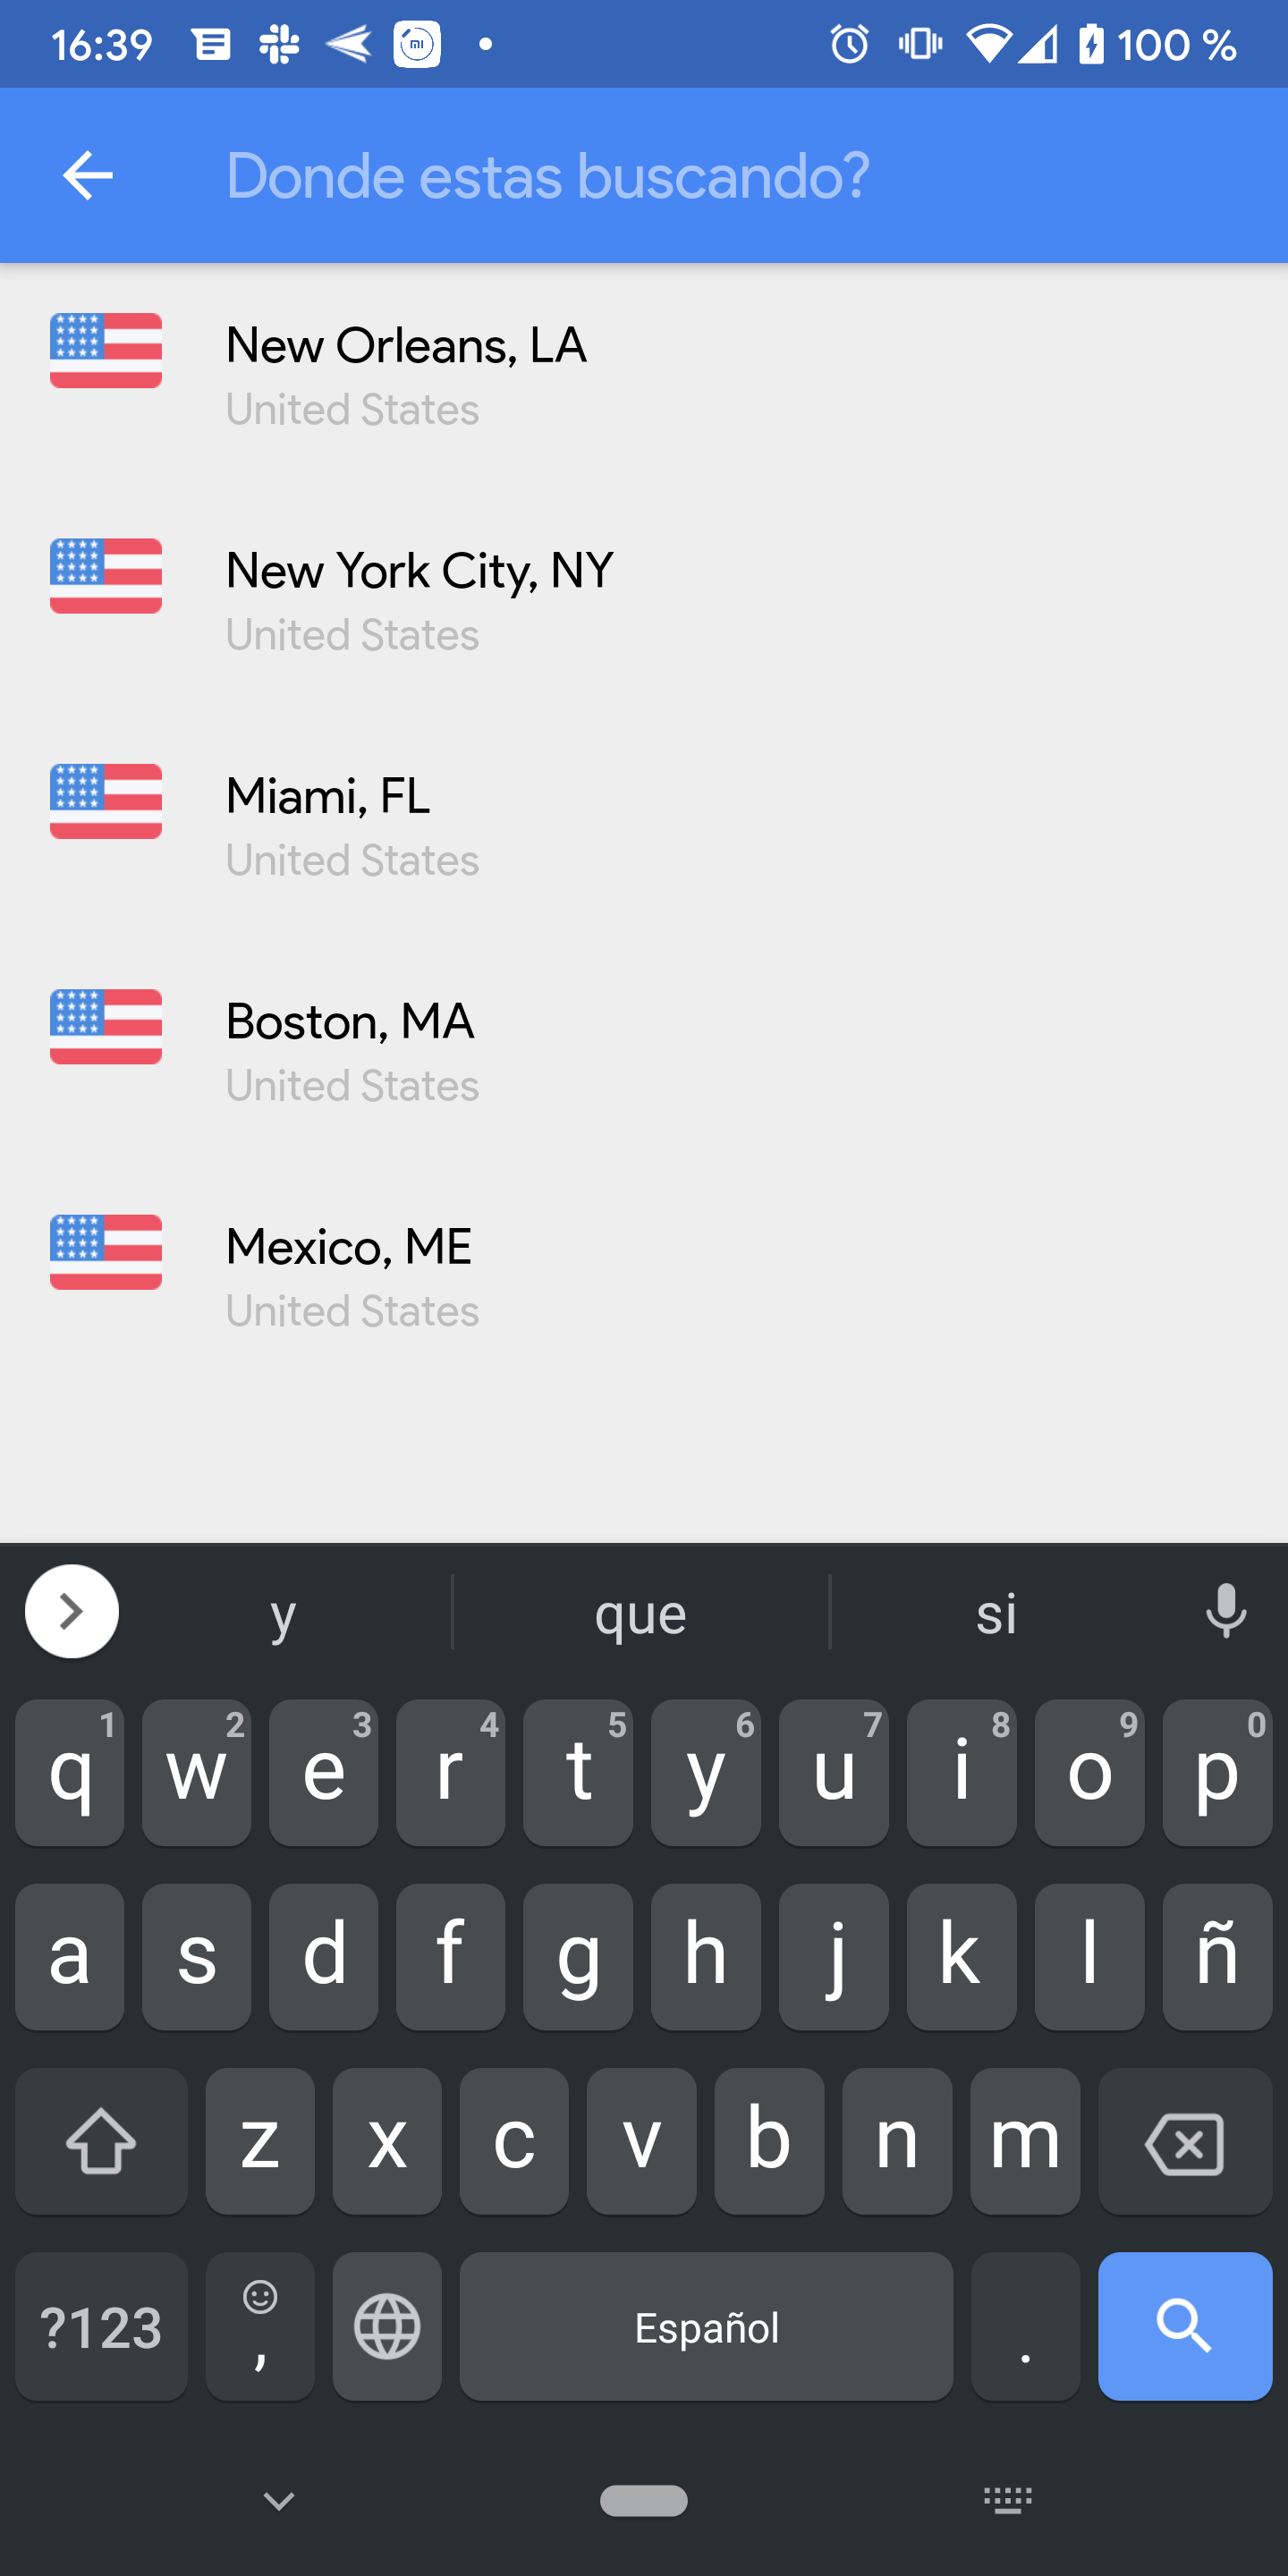 16:39
100 %
Donde estas buscando?
New Orleans, LA
United States
New York City, NY
United States
Miami, FL
United States
Boston, MA
United States
Mexico, ME
United States
y que si
1 2 3 4 5 6 7 8 9 0
q w e r t y u i o p
a s d f g h j k l ñ
z x c v b n m
?123 , Español .